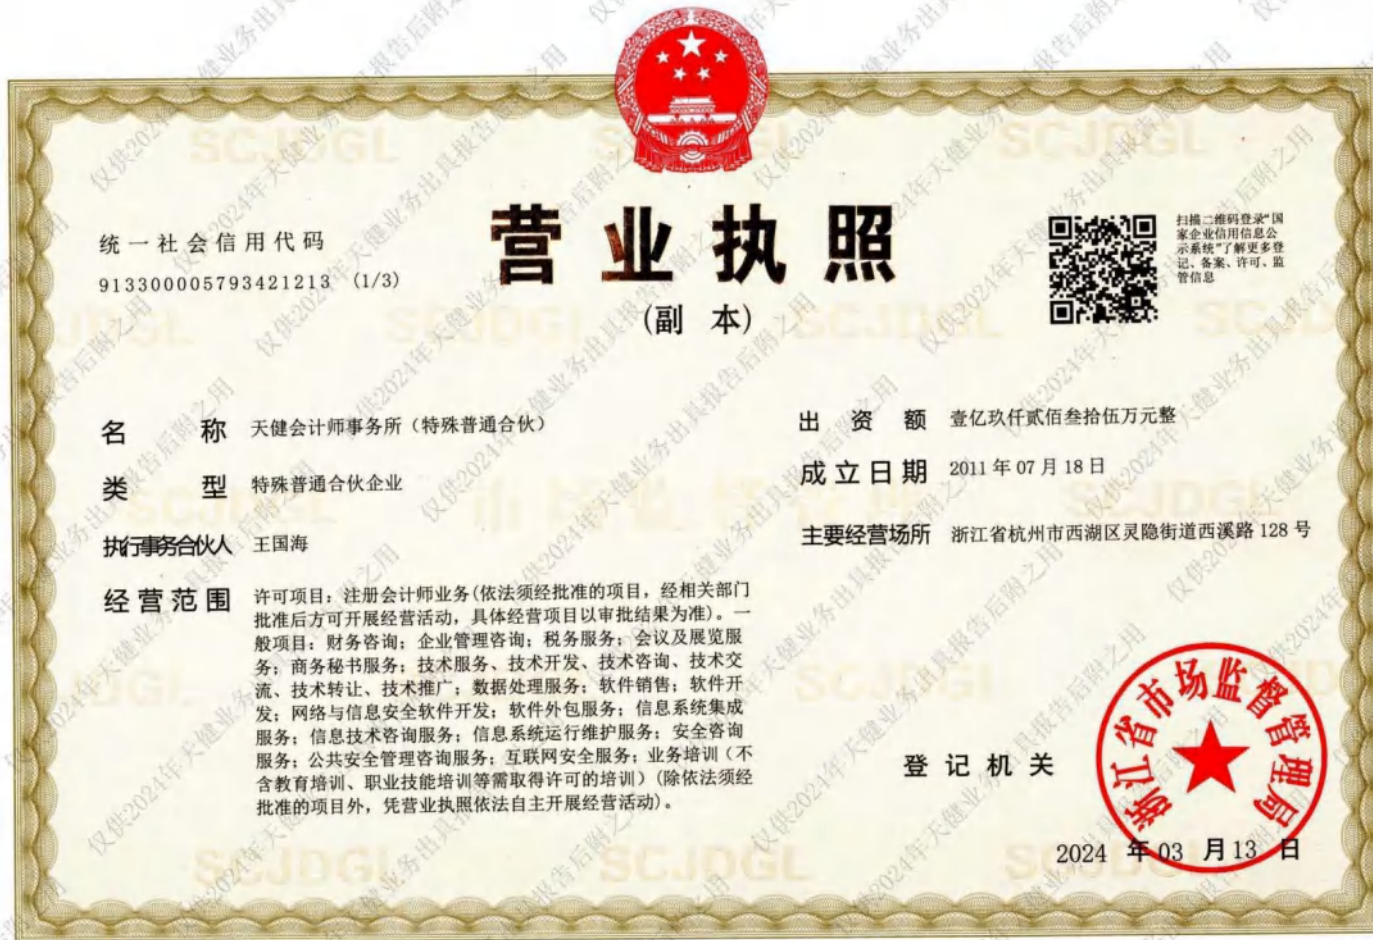 营业执照
(副 本)
统一社会信用代码
913300005793421213 (1/3)
扫描二维码登录“国
家企业信用信息公
示系统”了解更多登
记、备案、许可、监
管信息
名 称 天健会计师事务所（特殊普通合伙）
类 型 特殊普通合伙企业
执行事务合伙人 王国海
经营范围 许可项目：注册会计师业务(依法须经批准的项目，经相关部门
批准后方可开展经营活动，具体经营项目以审批结果为准)。一
般项目：财务咨询；企业管理咨询；税务服务；会议及展览服
务；商务秘书服务；技术服务、技术开发、技术咨询、技术交
流、技术转让、技术推广；数据处理服务；软件销售；软件开
发；网络与信息安全软件开发；软件外包服务；信息系统集成
服务；信息技术咨询服务；信息系统运行维护服务；安全咨询
服务；公共安全管理咨询服务；互联网安全服务；业务培训（不
含教育培训、职业技能培训等需取得许可的培训）(除依法须经
批准的项目外，凭营业执照依法自主开展经营活动)。
出 资 额 壹亿玖仟贰佰叁拾伍万元整
成立日期 2011 年 07 月 18 日
主要经营场所 浙江省杭州市西湖区灵隐街道西溪路 128 号
登记机关
浙江省市场监督管理局
2024 年 03 月 13 日
仅供2024年天健业务出具报告后附之用
SCJDGL